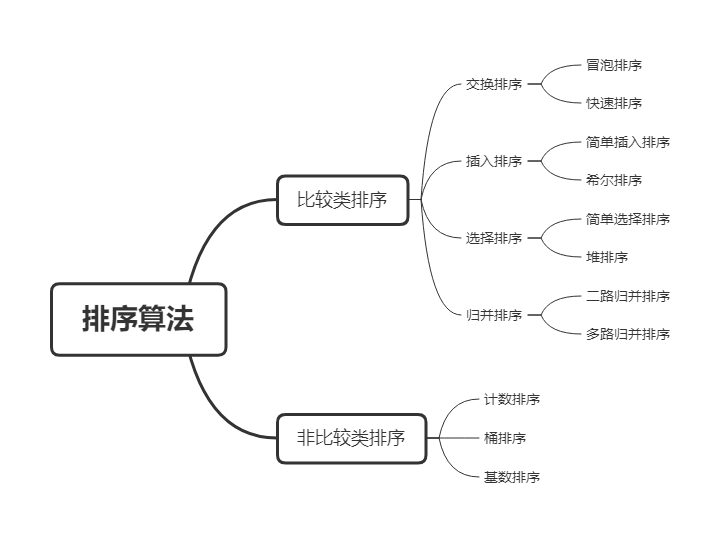 排序算法
比较类排序
交换排序
冒泡排序
快速排序
插入排序
简单插入排序
希尔排序
选择排序
简单选择排序
堆排序
归并排序
二路归并排序
多路归并排序
非比较类排序
计数排序
桶排序
基数排序